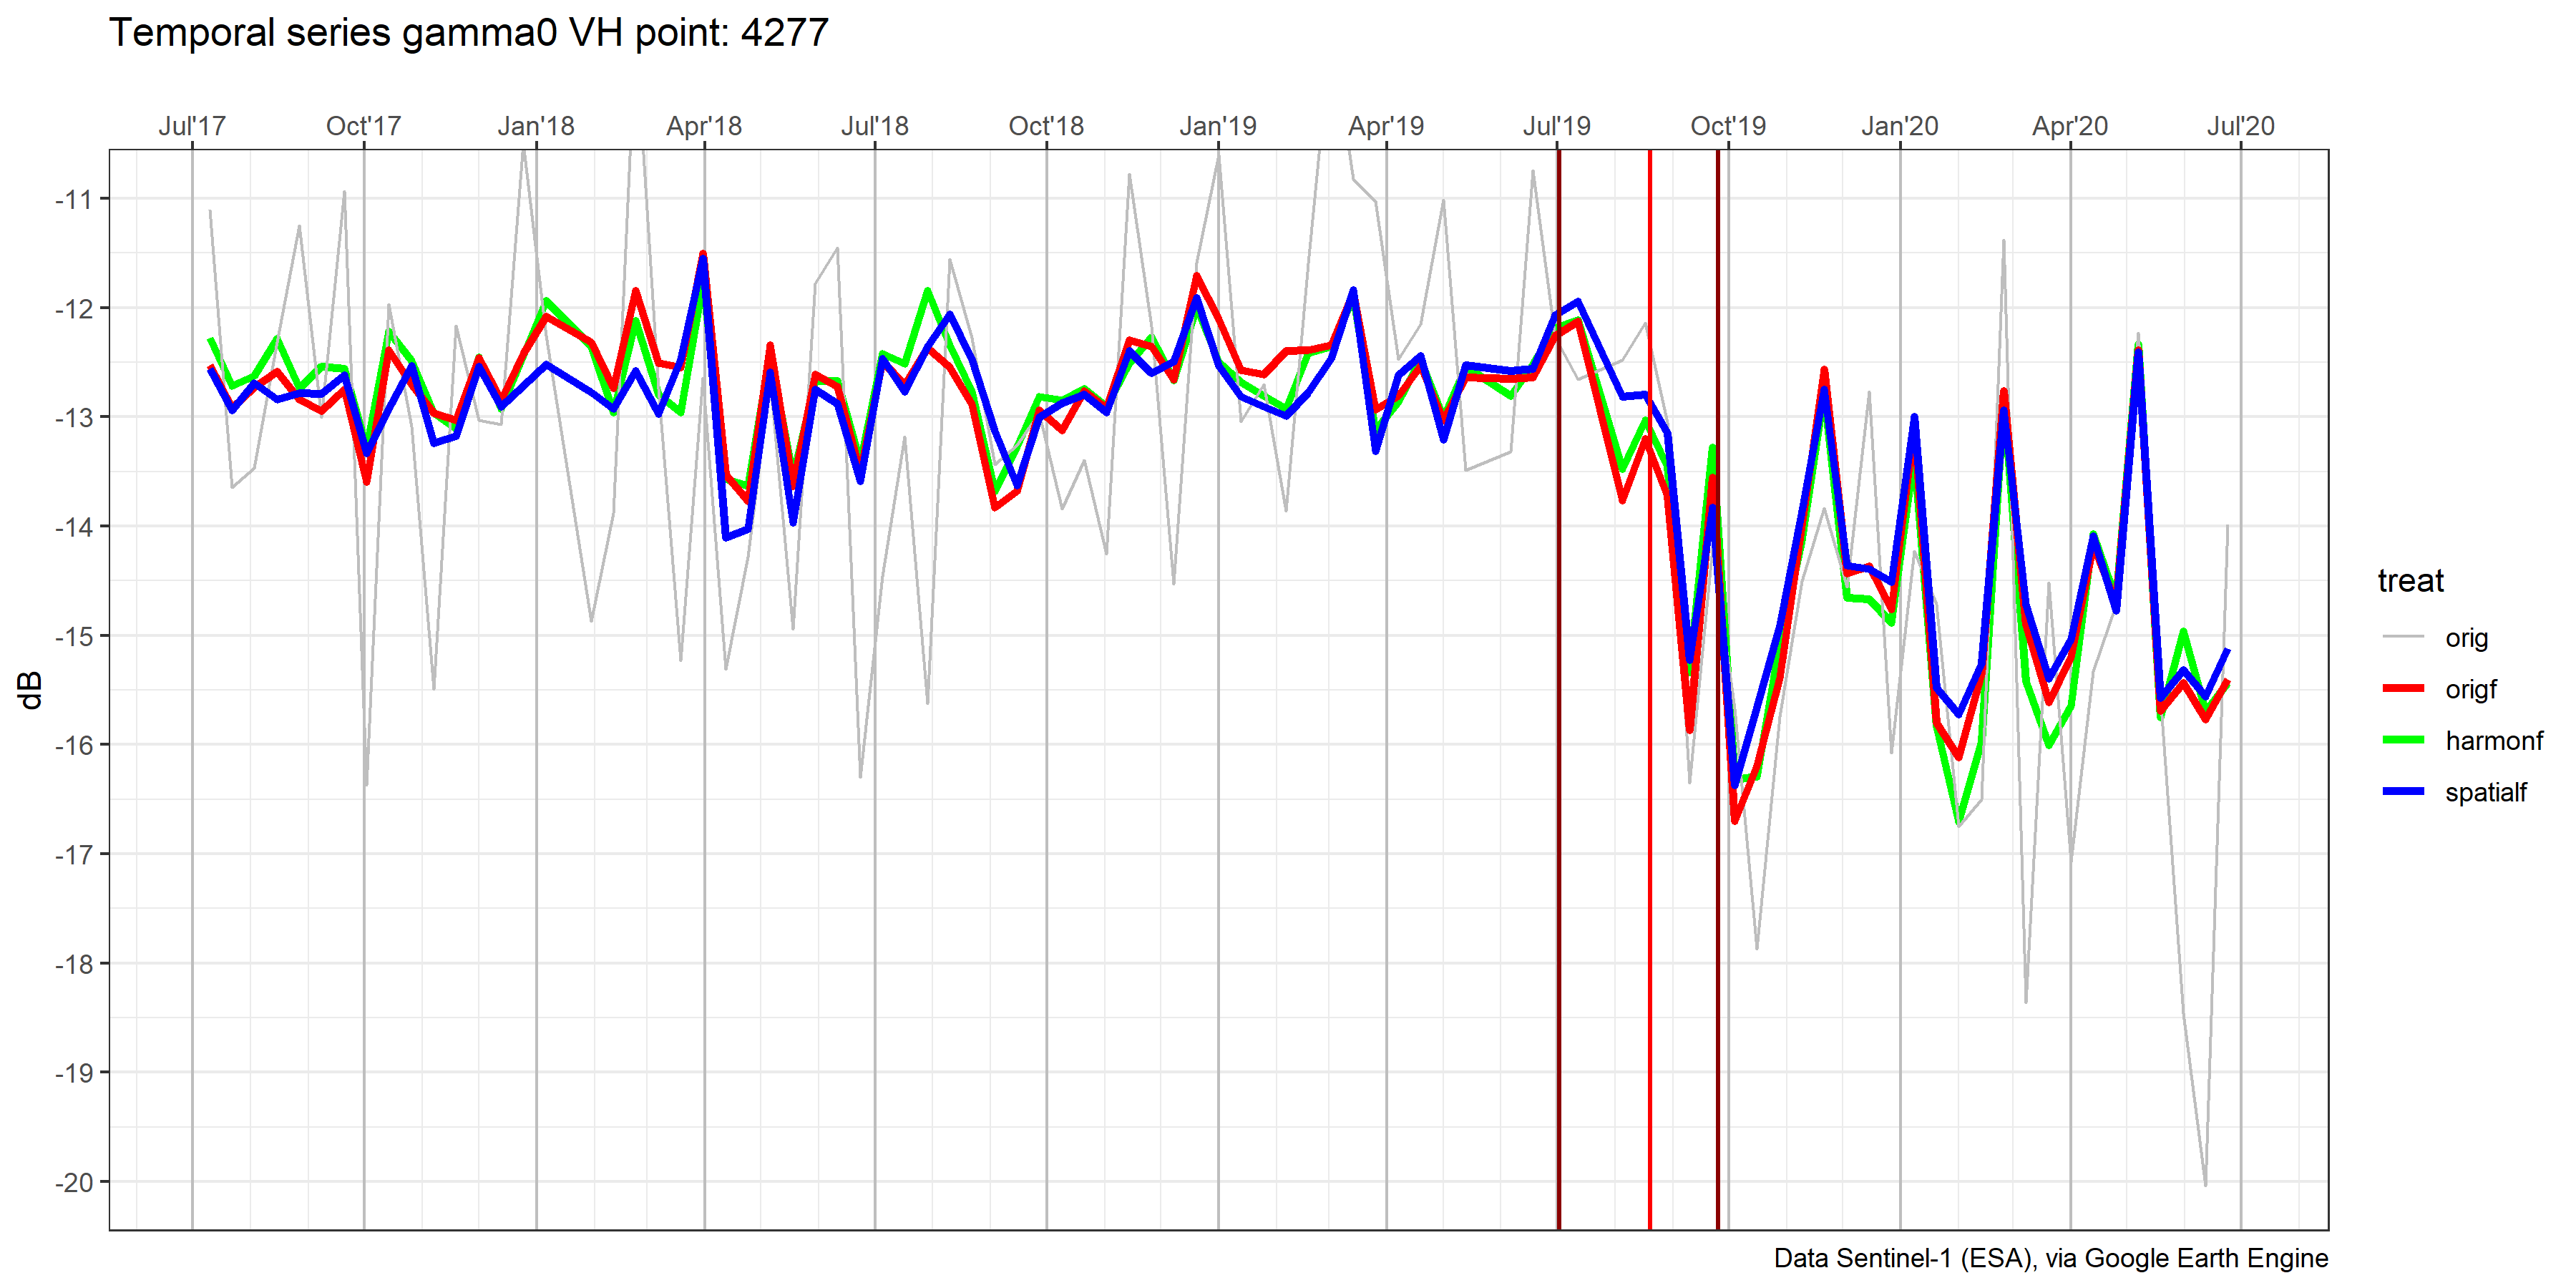 Temporal series gamma0 VH point: 4277
Jul'17 Oct'17 Jan'18 Apr'18 Jul'18 Oct'18 Jan'19 Apr'19 Jul'19 Oct'19 Jan'20 Apr'20 Jul'20
-11
-12
-13
-14
-15
-16
-17
-18
-19
-20
dB
treat
orig
origf
harmonf
spatialf
Data Sentinel-1 (ESA), via Google Earth Engine